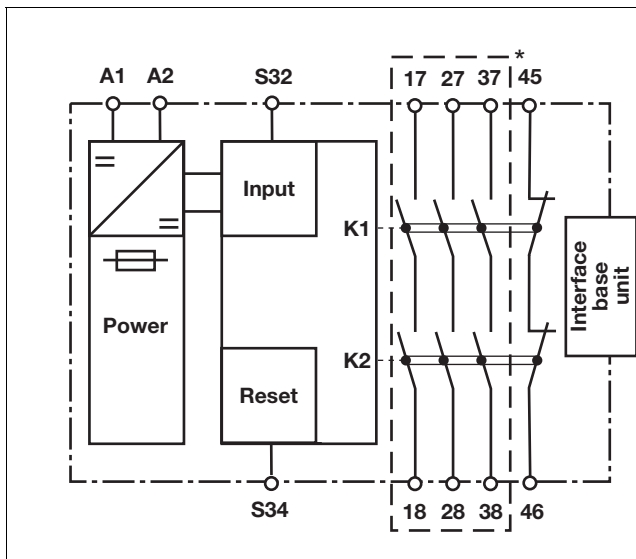 *
A1 A2 S32 17 27 37 45
Input
K1
Power
Interface
base
unit
K2
Reset
S34 18 28 38 46